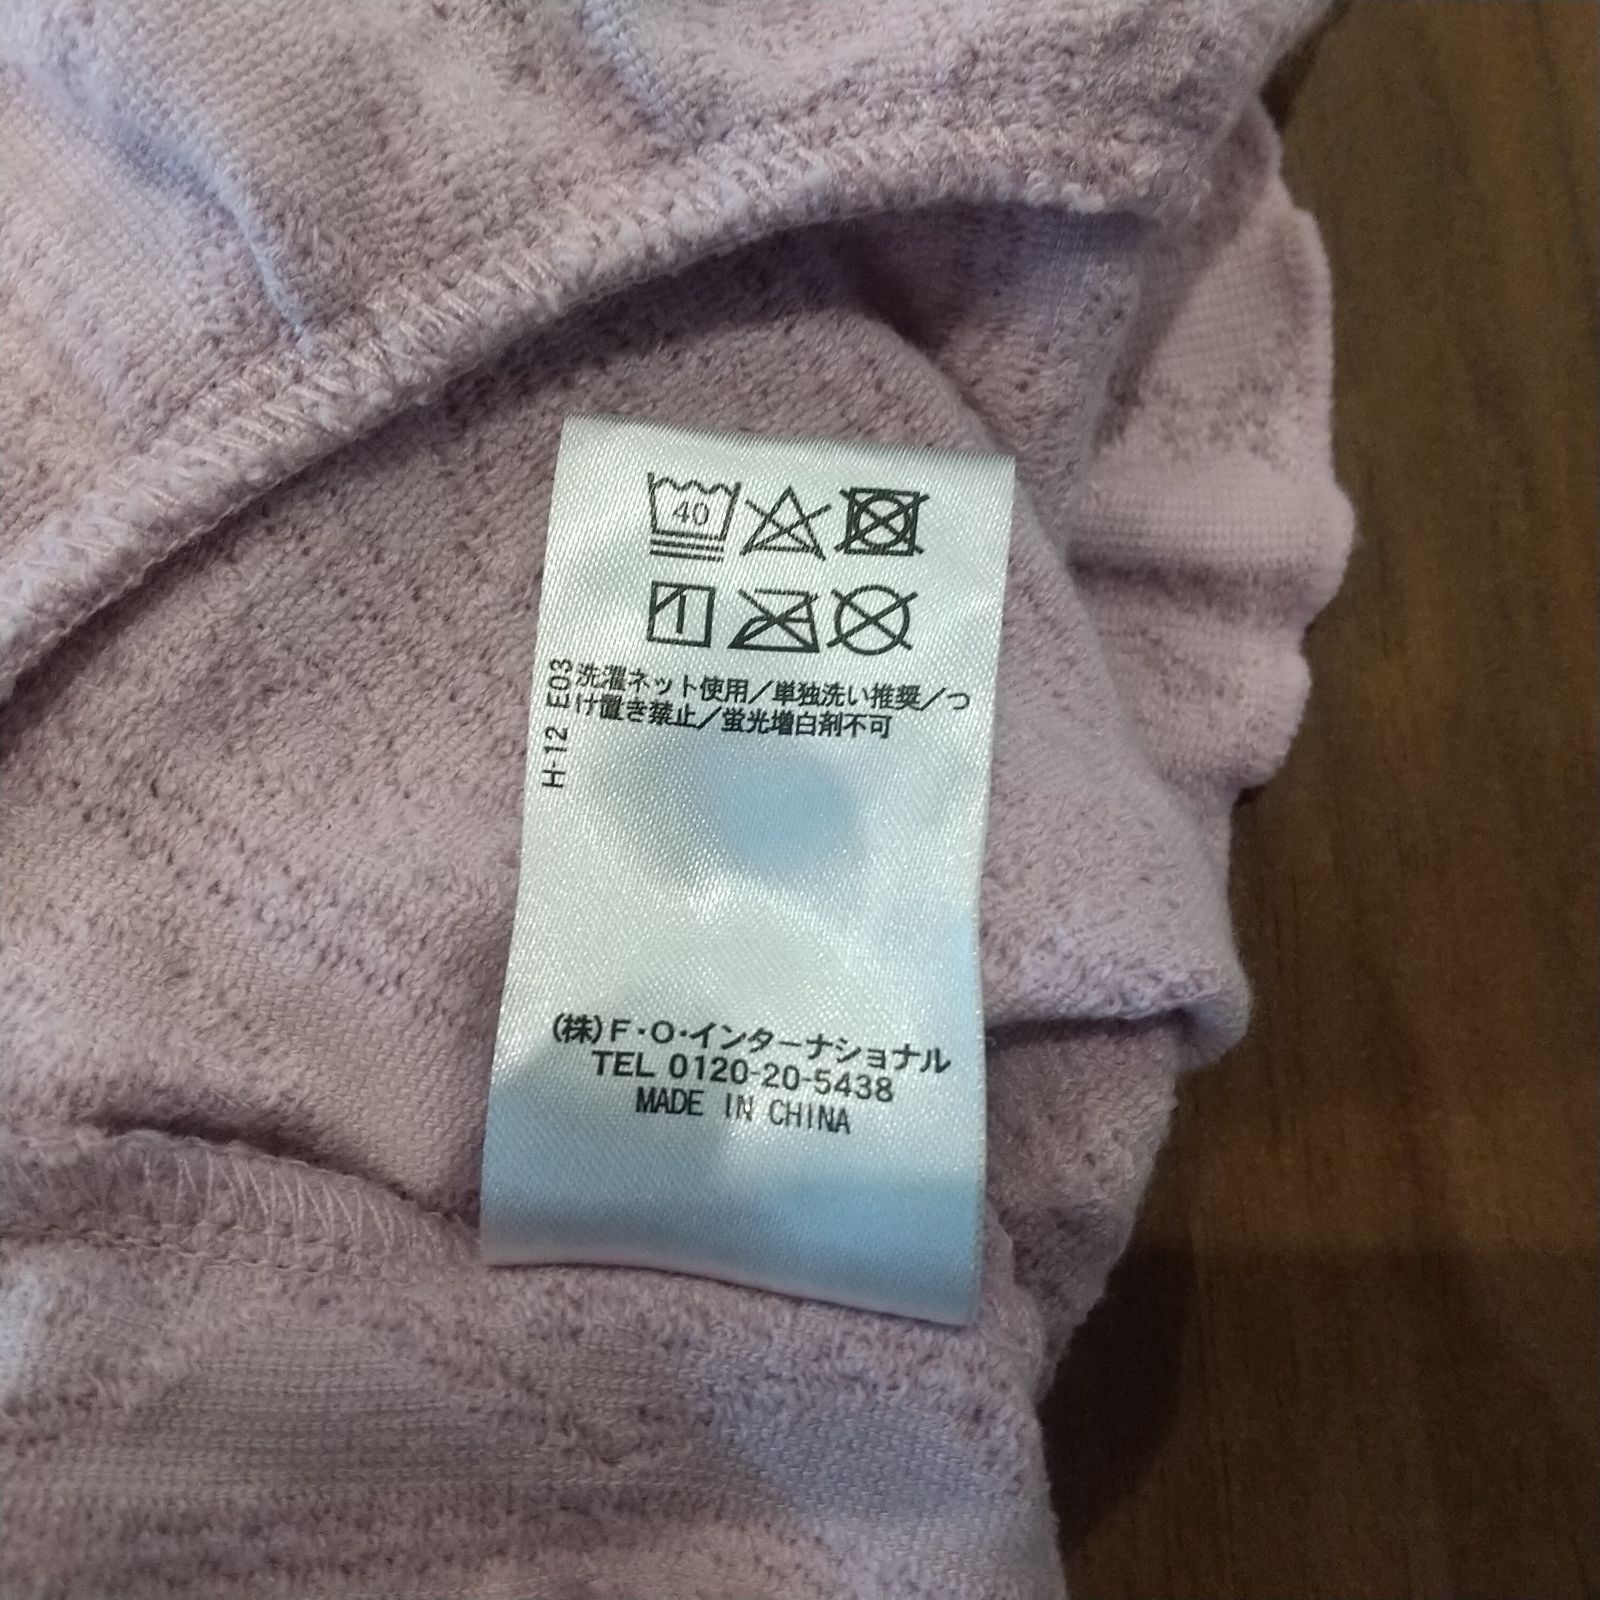 40
洗濯ネット使用／単独洗い推奨／つ
け置き禁止／蛍光増白剤不可
H-12 E03
(株)F・O・インターナショナル
TEL 0120-20-5438
MADE IN CHINA